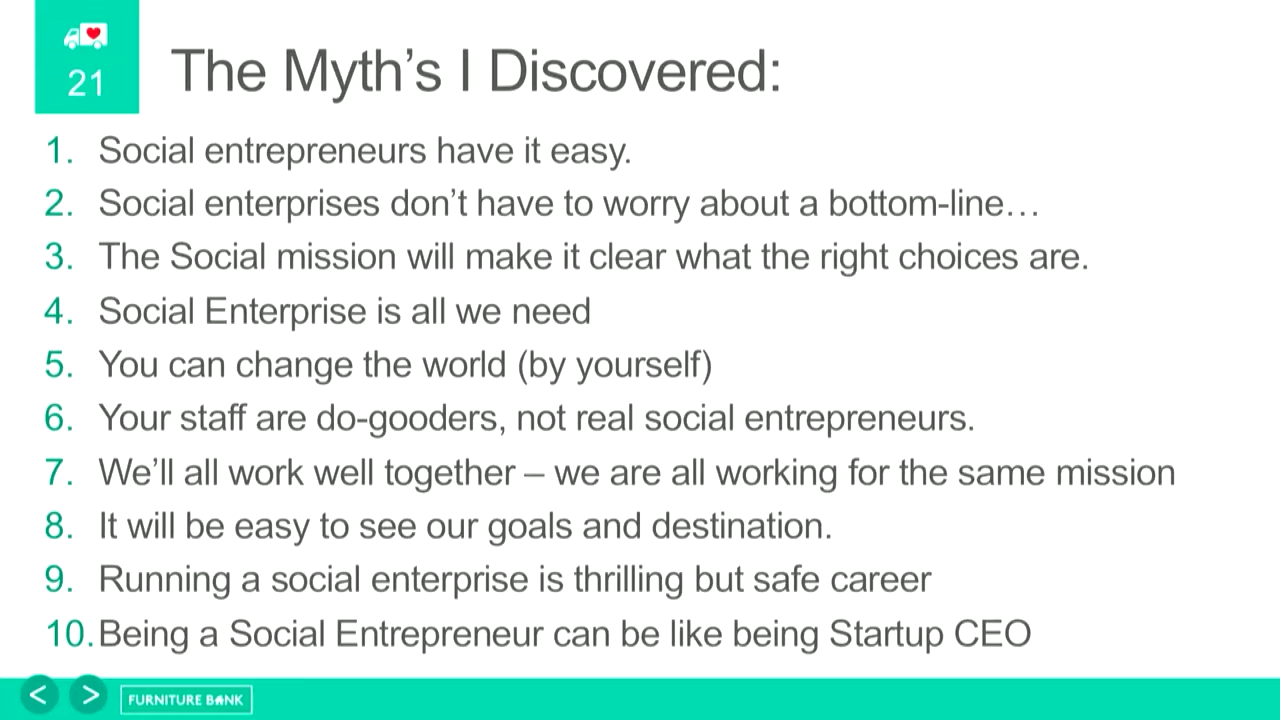 21
The Myth’s I Discovered:
1. Social entrepreneurs have it easy.
2. Social enterprises don’t have to worry about a bottom-line…
3. The Social mission will make it clear what the right choices are.
4. Social Enterprise is all we need
5. You can change the world (by yourself)
6. Your staff are do-gooders, not real social entrepreneurs.
7. We’ll all work well together – we are all working for the same mission
8. It will be easy to see our goals and destination.
9. Running a social enterprise is thrilling but safe career
10. Being a Social Entrepreneur can be like being Startup CEO
< > FURNITURE BANK